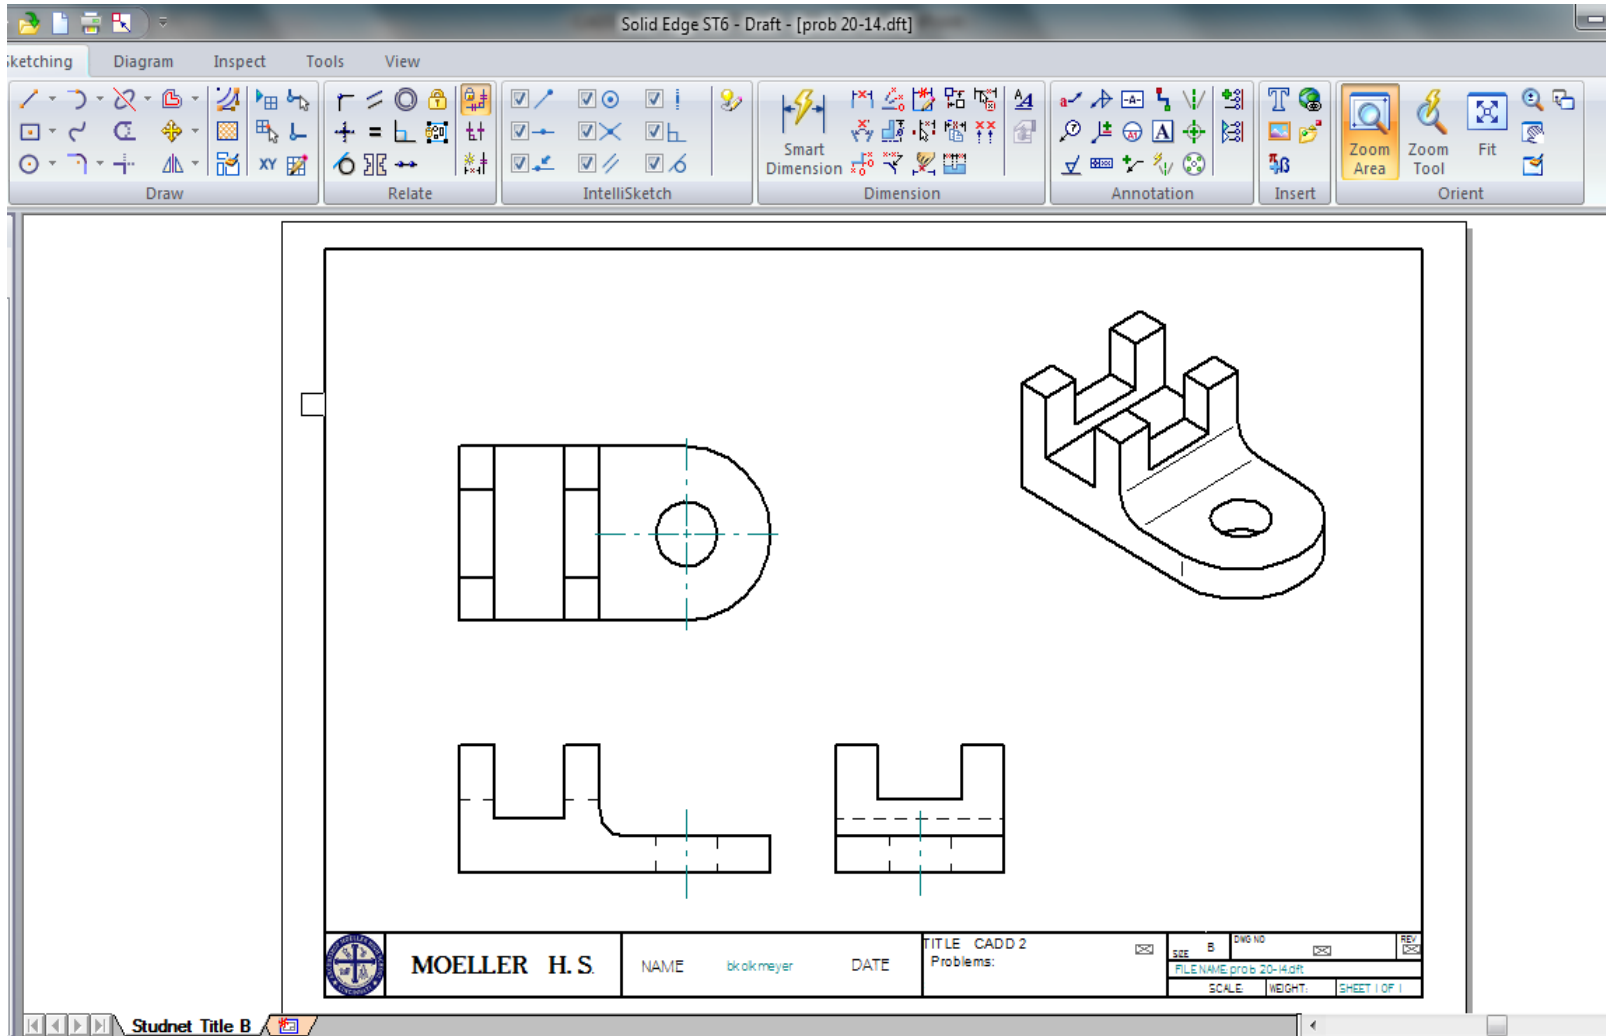 Solid Edge ST6 - Draft - [prob 20-14.dft]
Sketching Diagram Inspect Tools View
Smart Dimension
XY
Zoom Area
Zoom Tool
Fit
Draw Relate IntelliSketch Dimension Annotation Insert Orient
MOELLER H.S.
NAME bkokmeyer DATE
TITLE CADD 2
Problems:
SIZE B DWG NO REV
FILE NAME: prob 20-14.dft
SCALE: WEIGHT: SHEET 1 OF 1
Studnet Title B